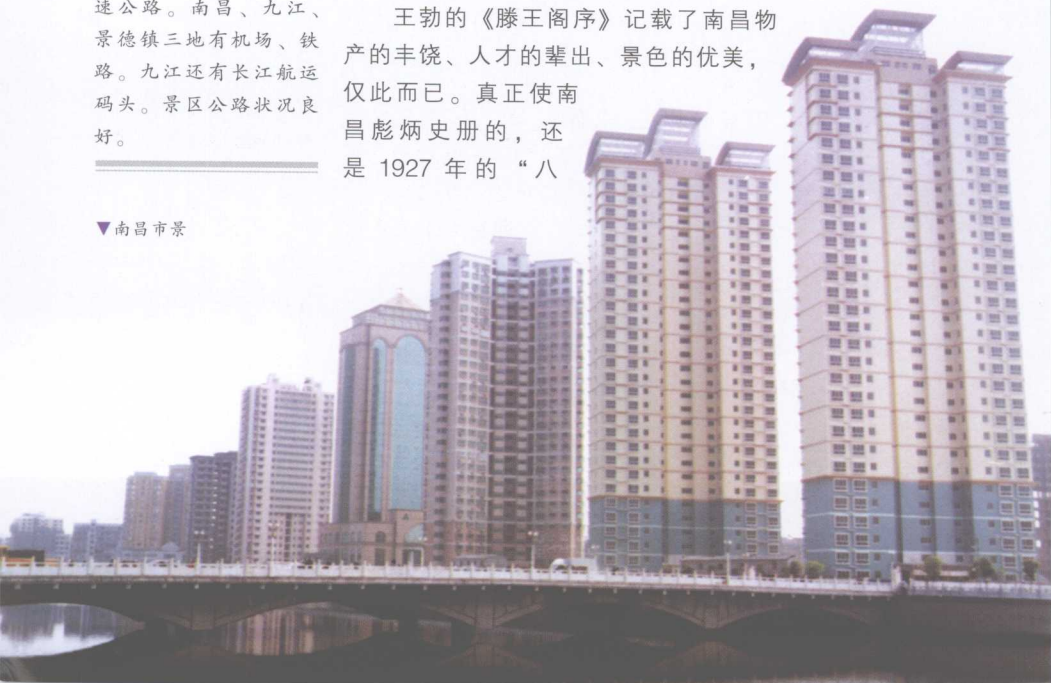 速公路。南昌、九江、
景德镇三地有机场、铁
路。九江还有长江航运
码头。景区公路状况良
好。
▼南昌市景
王勃的《滕王阁序》记载了南昌物
产的丰饶、人才的辈出、景色的优美，
仅此而已。真正使南
昌彪炳史册的，还
是 1927 年的“八